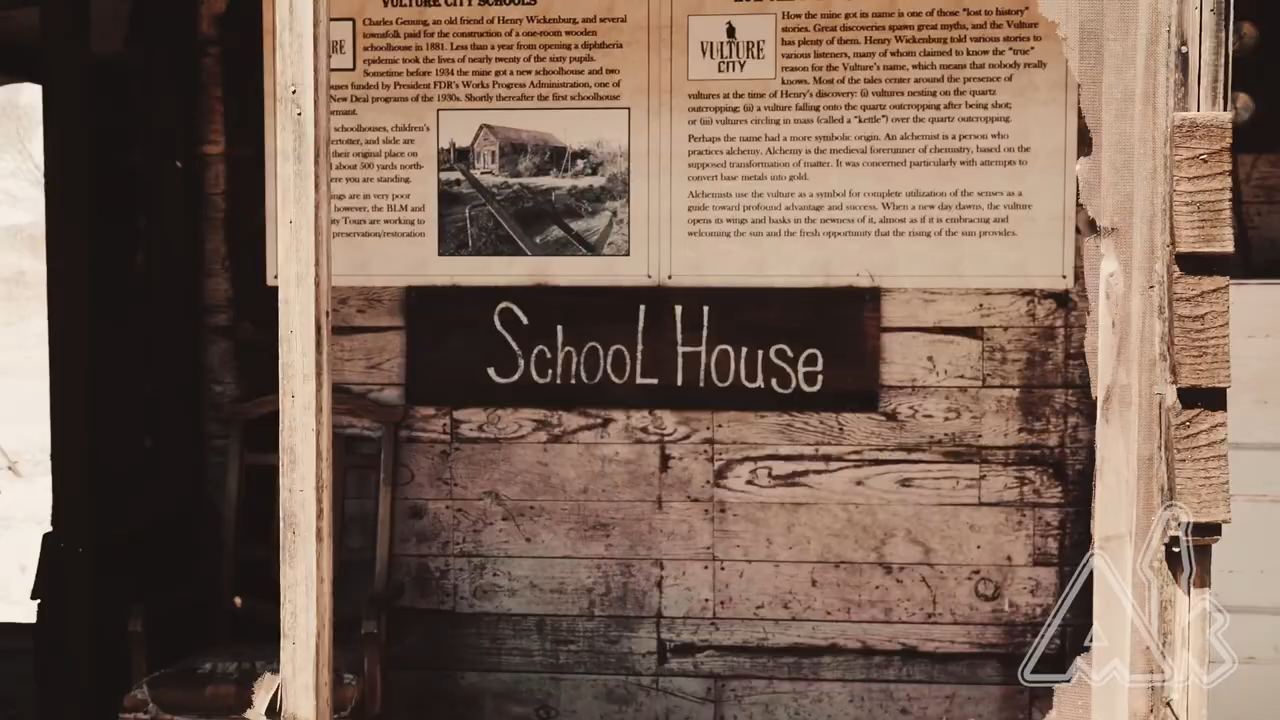 VULTURE CITY SCHOOLS
Charles Genung, an old friend of Henry Wickenburg, and several
townsfolk paid for the construction of a one-room wooden
schoolhouse in 1881. Less than a year from opening a diphtheria
epidemic took the lives of nearly twenty of the sixty pupils.
Sometime before 1934 the mine got a new schoolhouse and two
uses funded by President FDR's Works Progress Administration, one of
New Deal programs of the 1930s. Shortly thereafter the first schoolhouse
rmant.
schoolhouses, children's
ertotter, and slide are
their original place on
about 500 yards north-
ere you are standing.
ngs are in very poor
however, the BLM and
ity Tours are working to
preservation/restoration
RE
How the mine got its name is one of those "lost to history"
stories. Great discoveries spawn great myths, and the Vulture
has plenty of them. Henry Wickenburg told various stories to
various listeners, many of whom claimed to know the "true"
reason for the Vulture's name, which means that nobody really
knows. Most of the tales center around the presence of
vultures at the time of Henry's discovery: (i) vultures nesting on the quartz
outcropping; (ii) a vulture falling onto the quartz outcropping after being shot;
or (iii) vultures circling in mass (called a "kettle") over the quartz outcropping.
VULTURE
CITY
Perhaps the name had a more symbolic origin. An alchemist is a person who
practices alchemy. Alchemy is the medieval forerunner of chemistry, based on the
supposed transformation of matter. It was concerned particularly with attempts to
convert base metals into gold.
Alchemists use the vulture as a symbol for complete utilization of the senses as a
guide toward profound advantage and success. When a new day dawns, the vulture
opens its wings and basks in the newness of it, almost as if it is embracing and
welcoming the sun and the fresh opportunity that the rising of the sun provides.
SchooL House